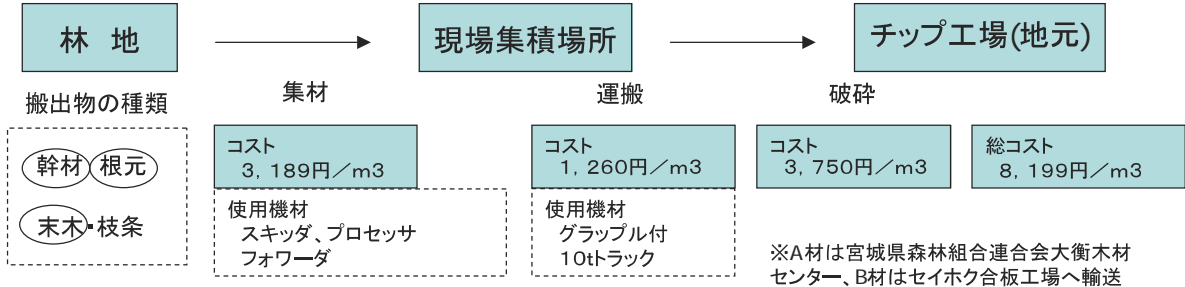 林 地
現場集積場所
チップ工場(地元)
搬出物の種類
集材
運搬
破砕
幹材 根元
末木・枝条
コスト
3, 189円／m3
使用機材
スキッダ、プロセッサ
フォワーダ
コスト
1, 260円／m3
使用機材
グラップル付
10tトラック
コスト
3, 750円／m3
総コスト
8, 199円／m3
※A材は宮城県森林組合連合会大衡木材
センター、B材はセイホク合板工場へ輸送